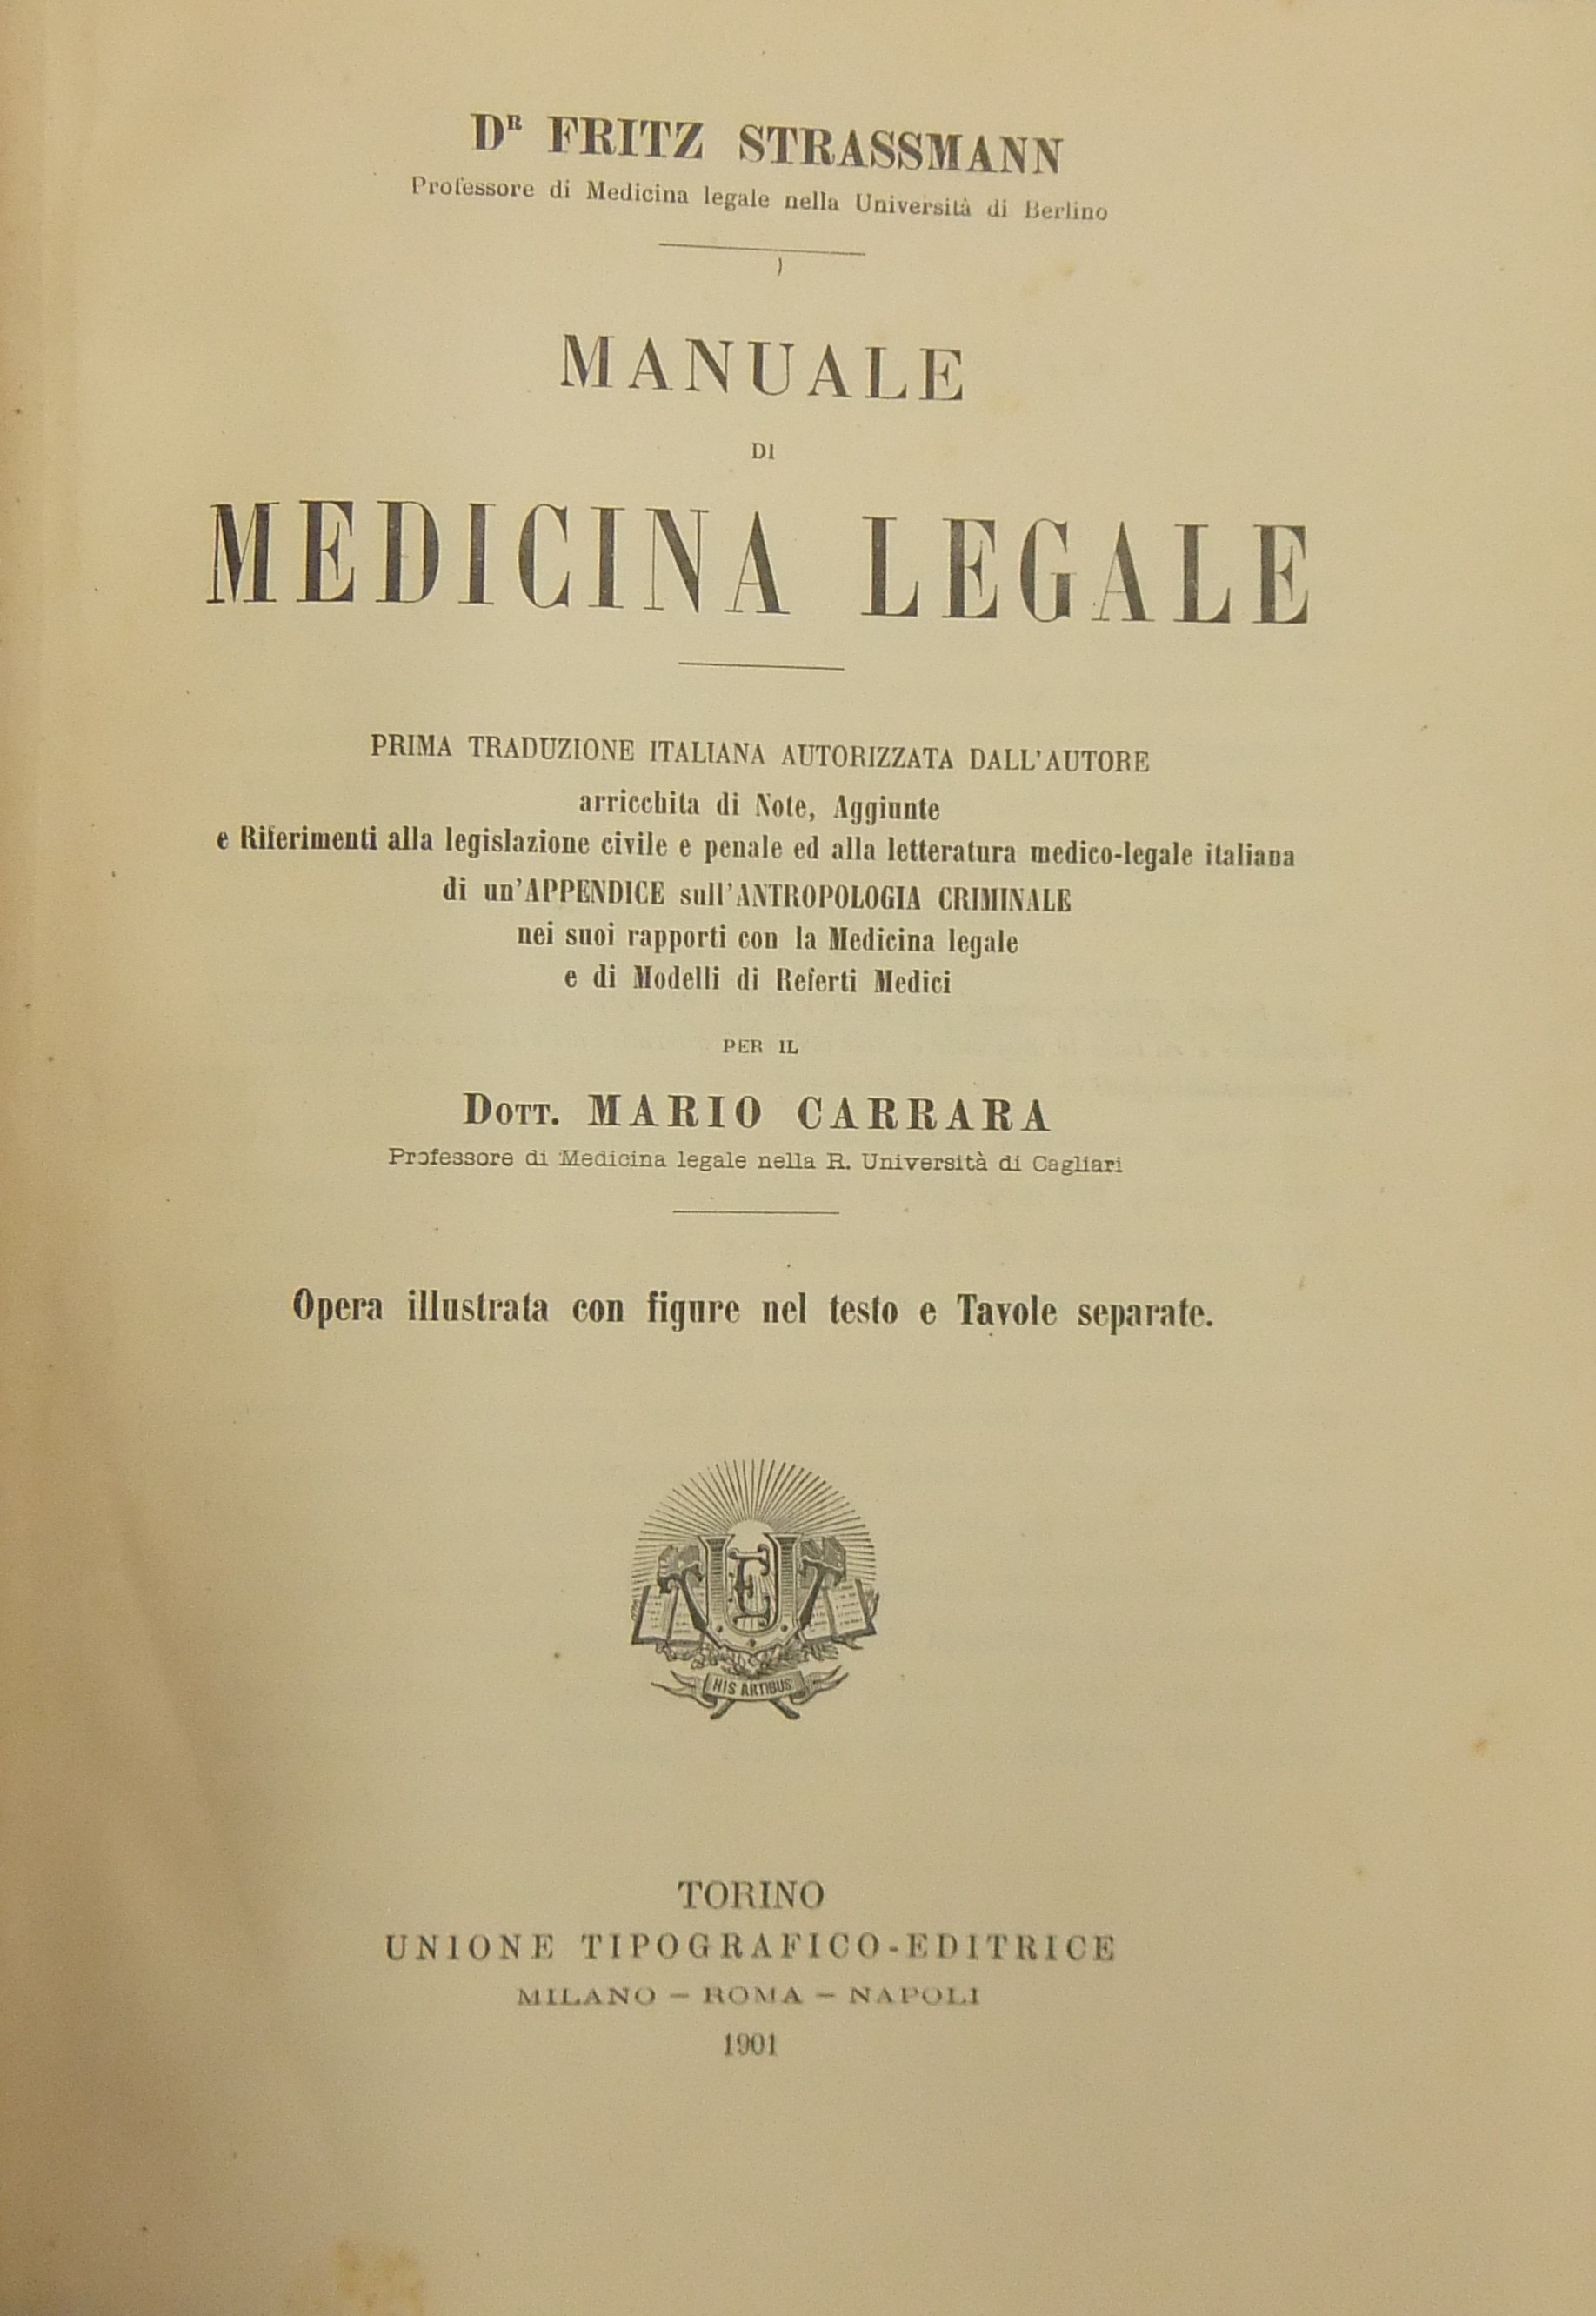 DR FRITZ STRASSMANN
Professore di Medicina legale nella Università di Berlino
MANUALE
DI
MEDICINA LEGALE
PRIMA TRADUZIONE ITALIANA AUTORIZZATA DALL'AUTORE
arricchita di Note, Aggiunte
e Riferimenti alla legislazione civile e penale ed alla letteratura medico-legale italiana
di un'APPENDICE sull'ANTROPOLOGIA CRIMINALE
nei suoi rapporti con la Medicina legale
e di Modelli di Referti Medici
PER IL
DOTT. MARIO CARRARA
Professore di Medicina legale nella R. Università di Cagliari
Opera illustrata con figure nel testo e Tavole separate.
UTET
HIS ARTIBUS
TORINO
UNIONE TIPOGRAFICO-EDITRICE
MILANO - ROMA - NAPOLI
1901